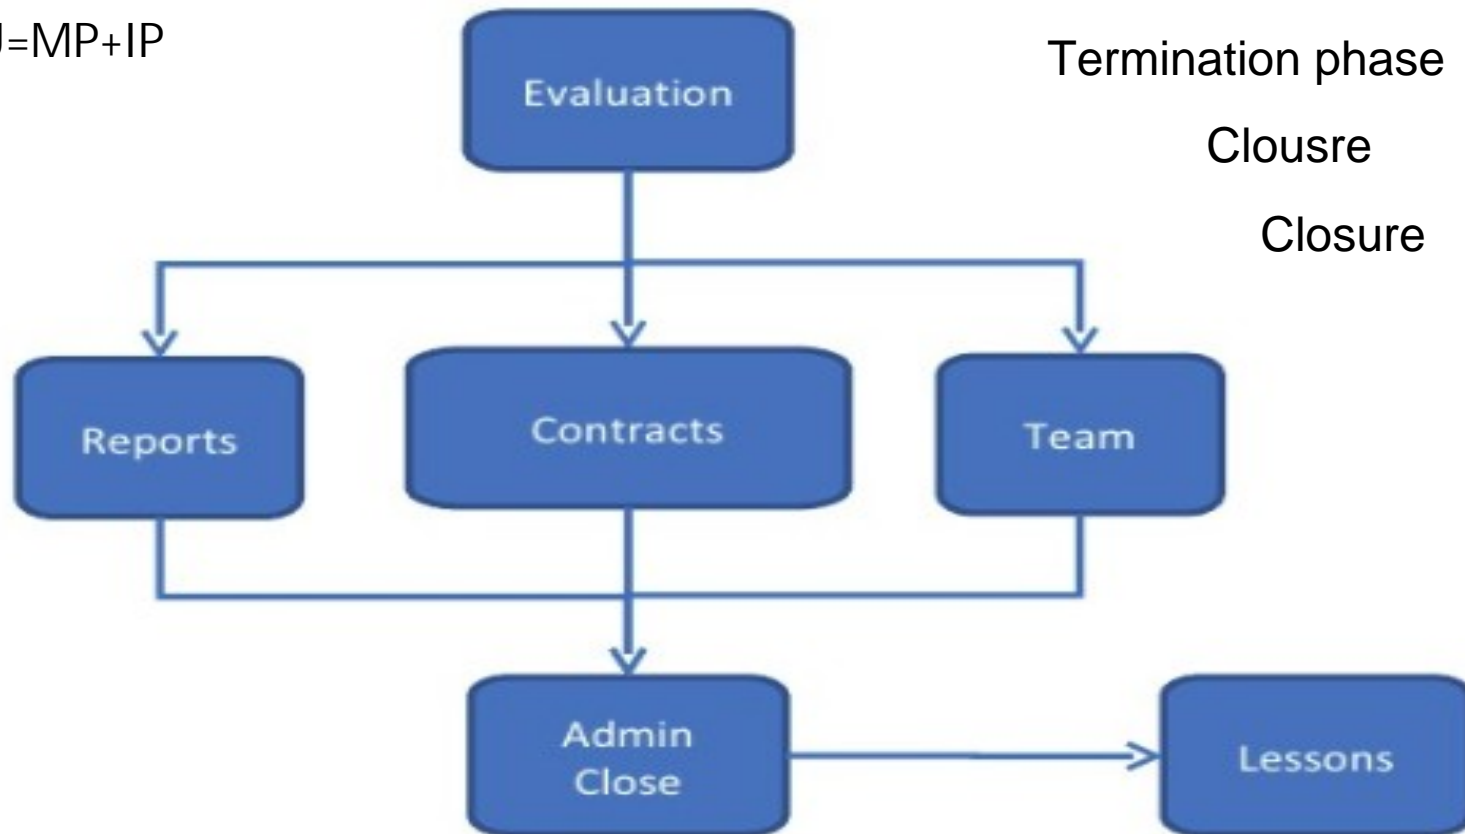 =MP+IP
Termination phase
Clousre
Closure
Evaluation
Reports
Contracts
Team
Admin
Close
Lessons